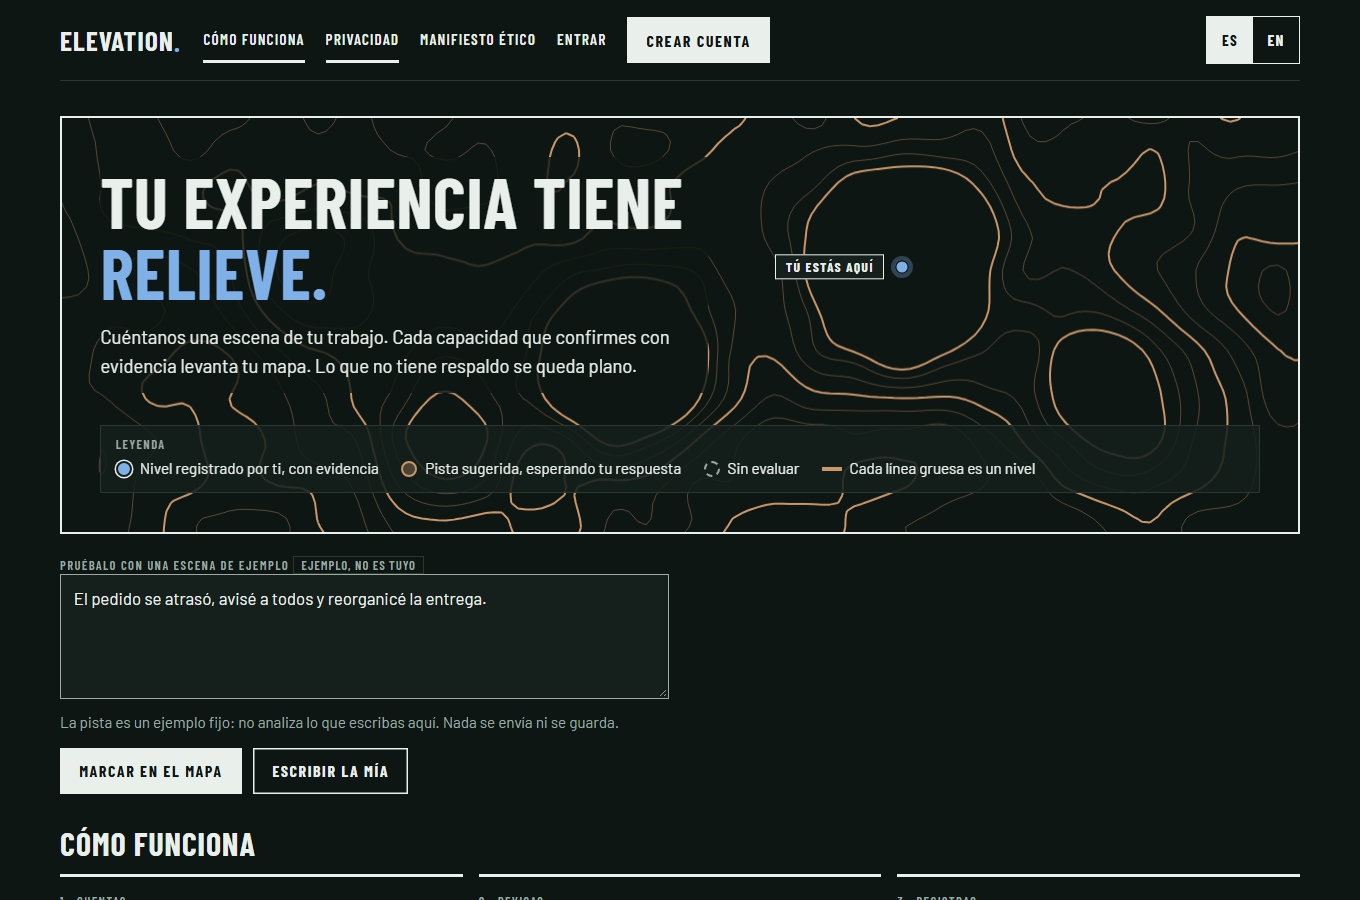 ELEVATION.
CÓMO FUNCIONA
PRIVACIDAD
MANIFIESTO ÉTICO
ENTRAR
CREAR CUENTA
ES
EN
TU EXPERIENCIA TIENE
RELIEVE.
TÚ ESTÁS AQUÍ
Cuéntanos una escena de tu trabajo. Cada capacidad que confirmes con
evidencia levanta tu mapa. Lo que no tiene respaldo se queda plano.
LEYENDA
Nivel registrado por ti, con evidencia
Pista sugerida, esperando tu respuesta
Sin evaluar
Cada línea gruesa es un nivel
PRUÉBALO CON UNA ESCENA DE EJEMPLO
EJEMPLO, NO ES TUYO
El pedido se atrasó, avisé a todos y reorganicé la entrega.
La pista es un ejemplo fijo: no analiza lo que escribas aquí. Nada se envía ni se guarda.
MARCAR EN EL MAPA
ESCRIBIR LA MÍA
CÓMO FUNCIONA